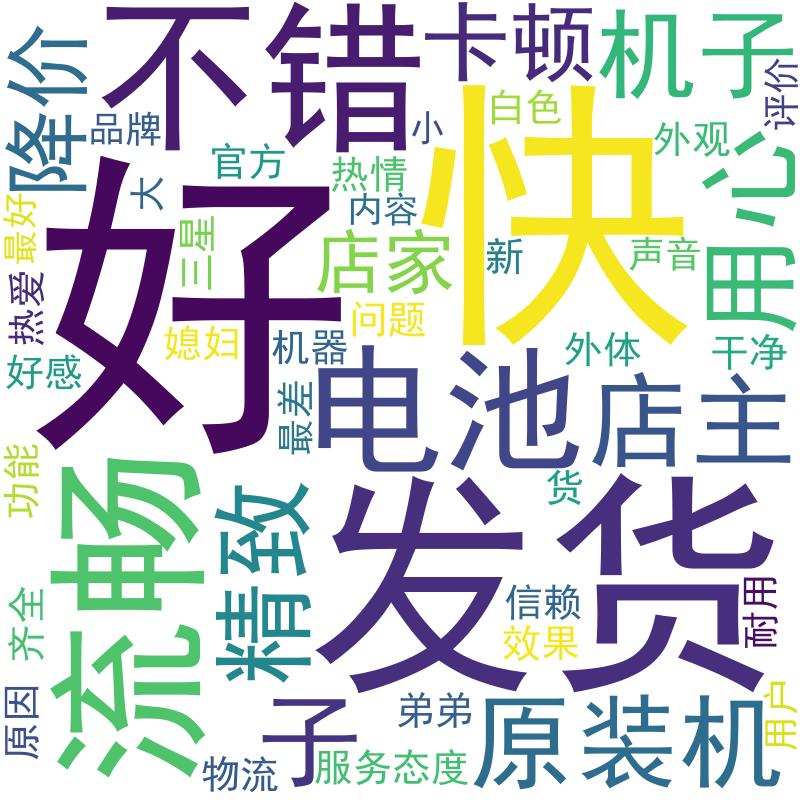 不错
卡顿
机子
降价
品牌
小
白色
评价
官方
热情
外观
用心
大
内容
快
最好
三星
店家
新
声音
好
热爱
媳妇
问题
机器
外体
干净
好感
电池
店主
最差
功能
流畅
精致
发货
货
齐全
信赖
耐用
效果
原因
子
弟弟
原装机
用户
物流
服务态度